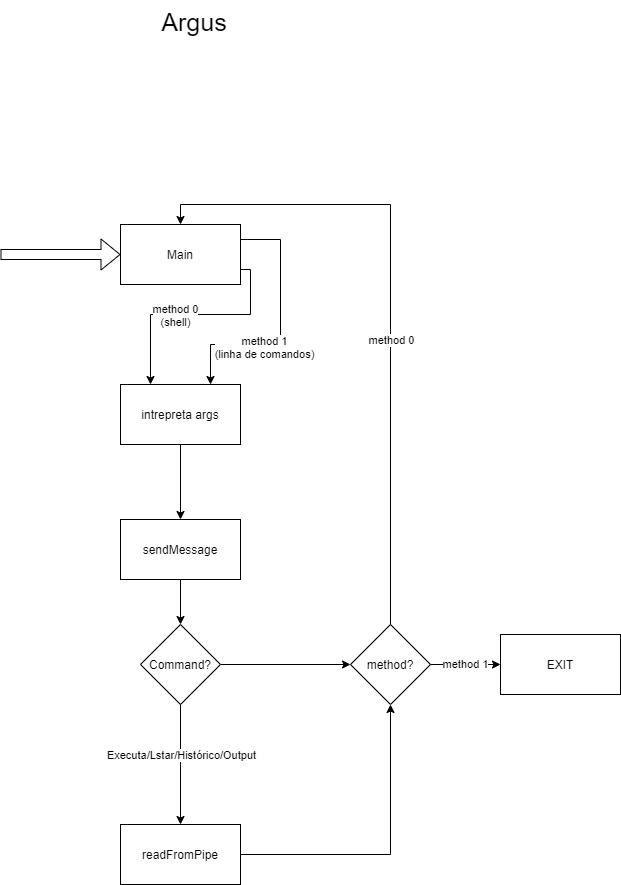 Argus
Main
method 0
(shell)
method 1
(linha de comandos)
method 0
intrepreta args
sendMessage
Command?
method?
method 1
EXIT
Executa/Lstar/Histórico/Output
readFromPipe